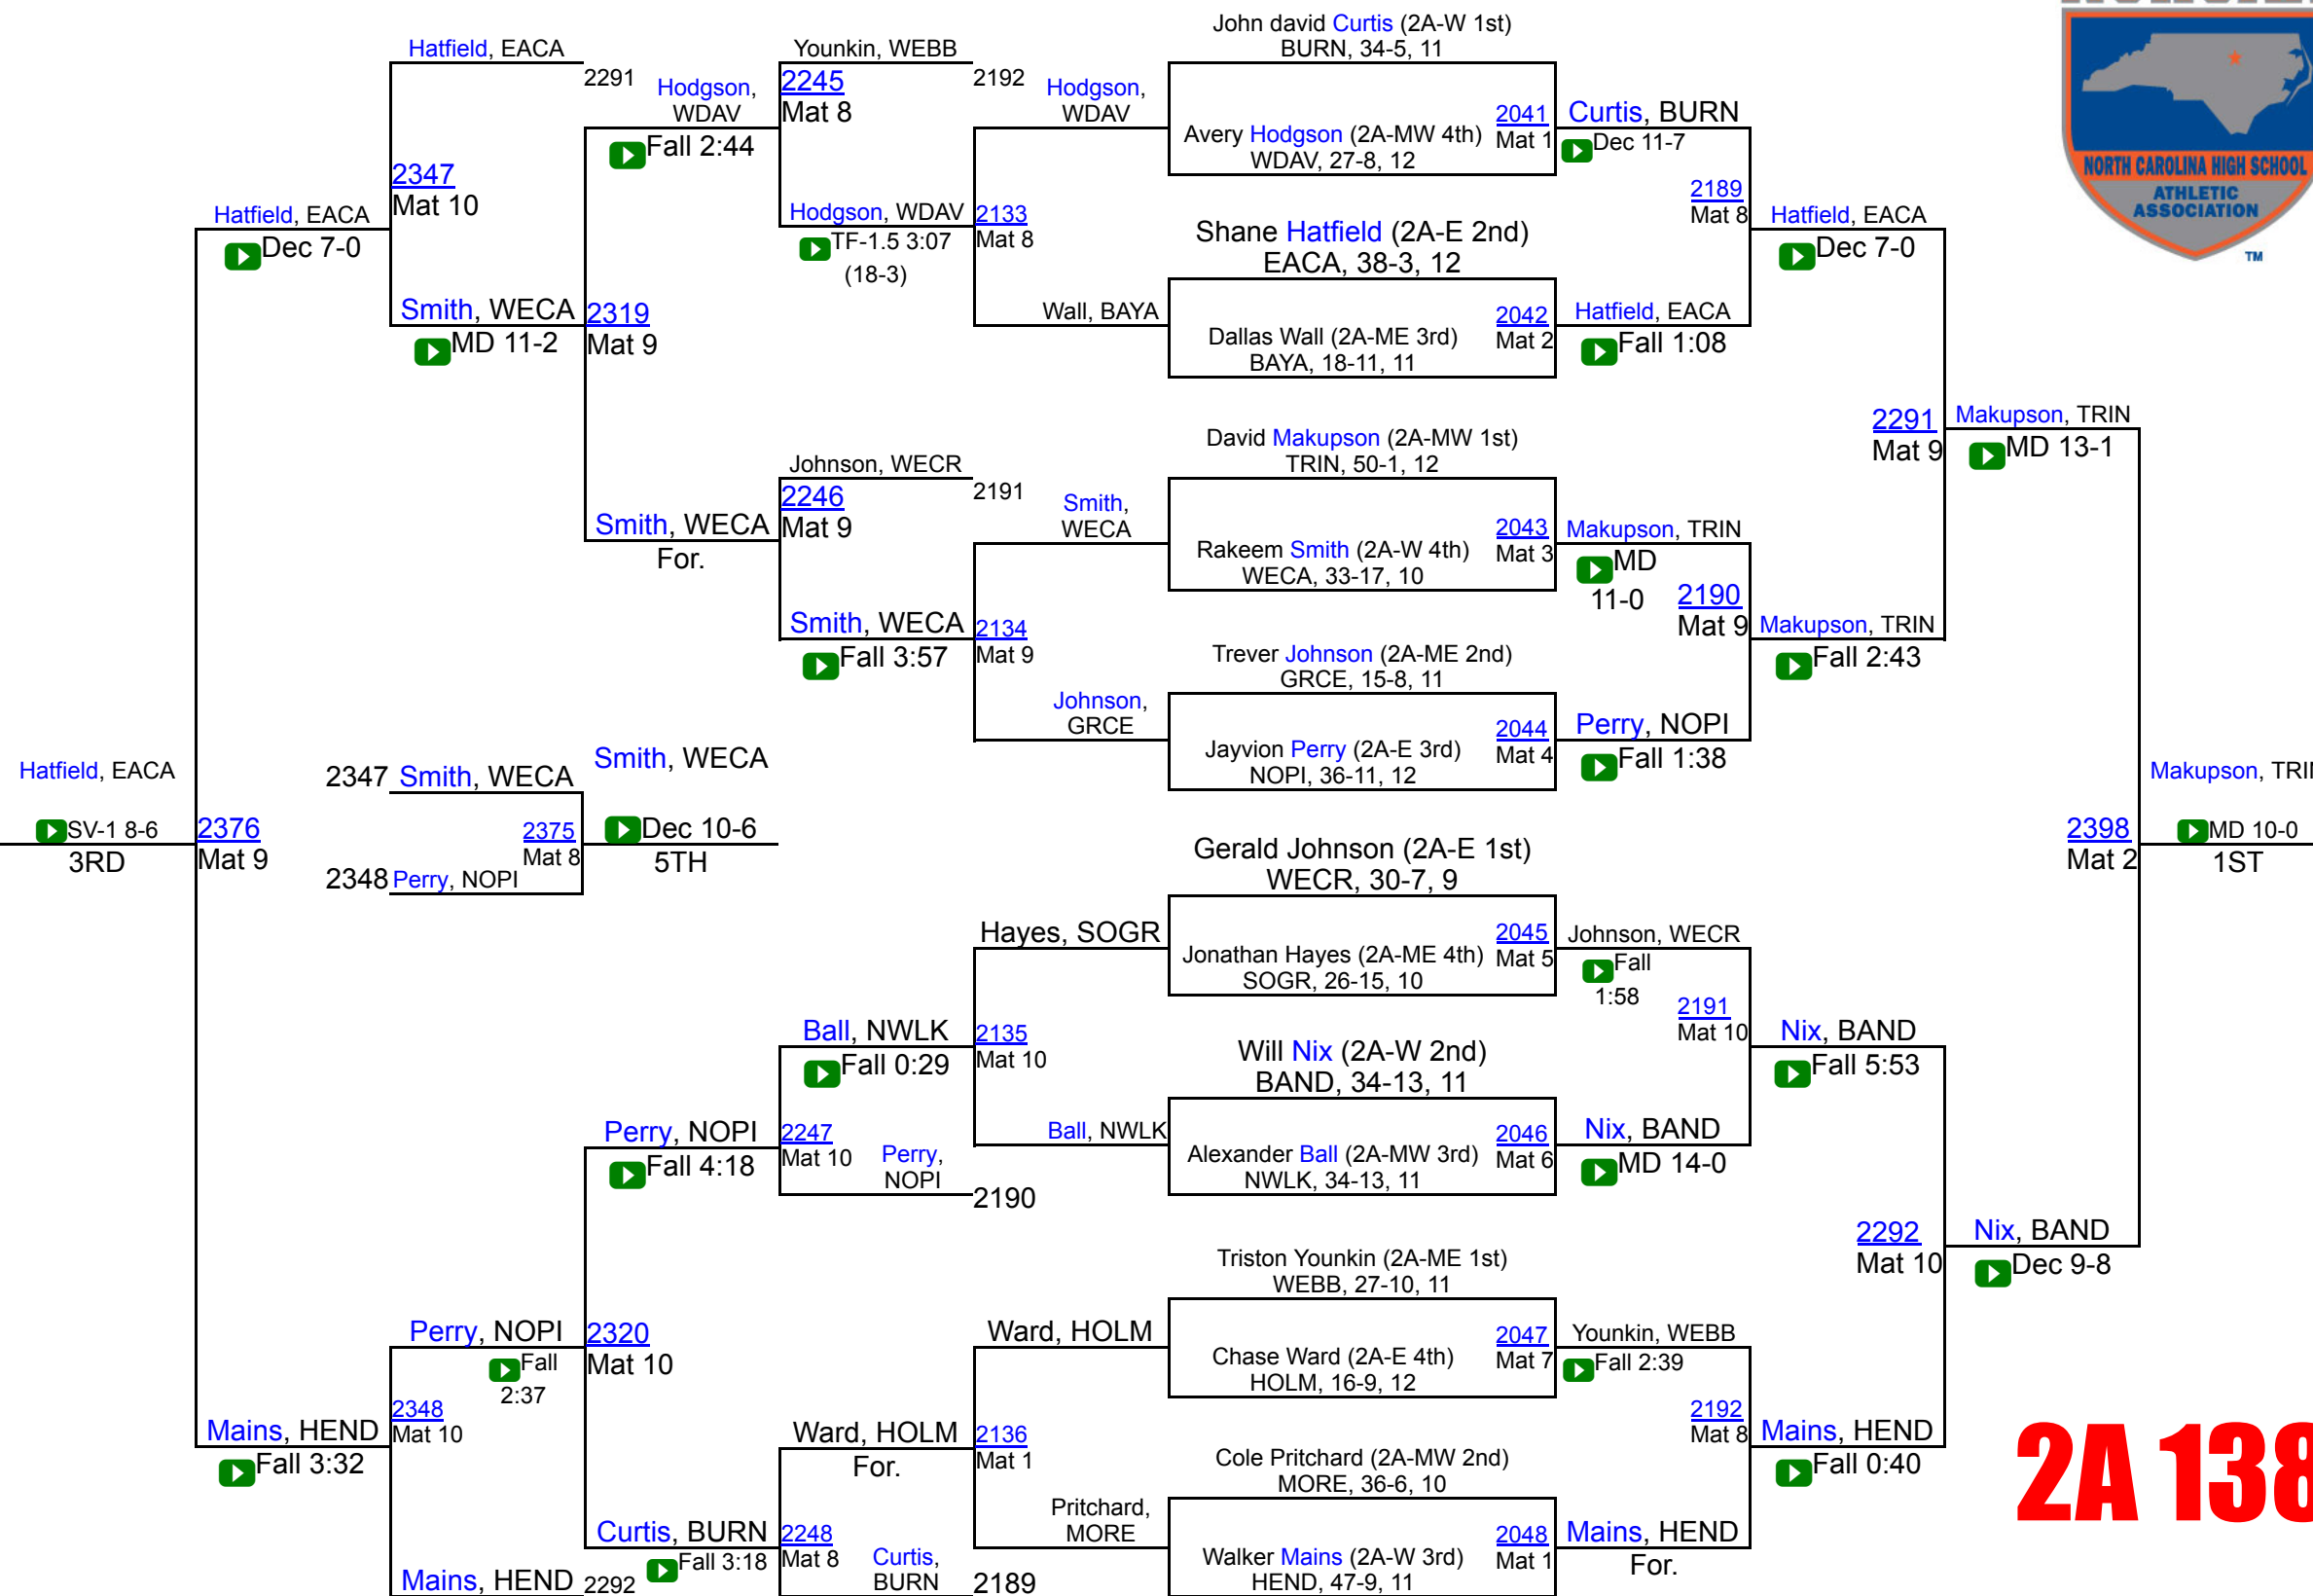 Hatfield, EACA
2291
2347
Mat 10
Hatfield, EACA
Dec 7-0
Smith, WECA
MD 11-2
Hodgson,
WDAV
Fall 2:44
2319
Mat 9
Smith, WECA
For.
Younkin, WEBB
2192
2245
Mat 8
Hodgson, WDAV
TF-1.5 3:07
(18-3)
Johnson, WECR
2191
2246
Mat 9
Smith, WECA
Fall 3:57
Hodgson,
WDAV
2133
Mat 8
Wall, BAYA
Smith,
WECA
2134
Mat 9
Johnson,
GRCE
John david Curtis (2A-W 1st)
BURN, 34-5, 11
2041
Mat 1
Avery Hodgson (2A-MW 4th)
WDAV, 27-8, 12
Curtis, BURN
Dec 11-7
Shane Hatfield (2A-E 2nd)
EACA, 38-3, 12
2042
Mat 2
Dallas Wall (2A-ME 3rd)
BAYA, 18-11, 11
Hatfield, EACA
Fall 1:08
2189
Mat 8
Hatfield, EACA
Dec 7-0
David Makupson (2A-MW 1st)
TRIN, 50-1, 12
2043
Mat 3
Rakeem Smith (2A-W 4th)
WECA, 33-17, 10
Makupson, TRIN
MD
11-0
2190
Mat 9
Makupson, TRIN
Fall 2:43
Trever Johnson (2A-ME 2nd)
GRCE, 15-8, 11
2044
Mat 4
Jayvion Perry (2A-E 3rd)
NOPI, 36-11, 12
Perry, NOPI
Fall 1:38
2291
Mat 9
Makupson, TRIN
MD 13-1
NORTH CAROLINA HIGH SCHOOL
ATHLETIC
ASSOCIATION
TM
Hatfield, EACA
SV-1 8-6
3RD
2376
Mat 9
2347 Smith, WECA
2348 Perry, NOPI
2375
Mat 8
Smith, WECA
Dec 10-6
5TH
2398
Mat 2
Makupson, TRIN
MD 10-0
1ST
Gerald Johnson (2A-E 1st)
WECR, 30-7, 9
2045
Mat 5
Jonathan Hayes (2A-ME 4th)
SOGR, 26-15, 10
Johnson, WECR
Fall
1:58
Hayes, SOGR
2135
Mat 10
Ball, NWLK
Ball, NWLK
Fall 0:29
Will Nix (2A-W 2nd)
BAND, 34-13, 11
2046
Mat 6
Alexander Ball (2A-MW 3rd)
NWLK, 34-13, 11
Nix, BAND
MD 14-0
2191
Mat 10
Nix, BAND
Fall 5:53
Perry, NOPI
Fall 4:18
2247
Mat 10
Perry,
NOPI
2190
2292
Mat 10
Nix, BAND
Dec 9-8
Triston Younkin (2A-ME 1st)
WEBB, 27-10, 11
2047
Mat 7
Chase Ward (2A-E 4th)
HOLM, 16-9, 12
Younkin, WEBB
Fall 2:39
Ward, HOLM
2136
Mat 1
Pritchard,
MORE
Perry, NOPI
Fall
2:37
2320
Mat 10
Mains, HEND
Fall 3:32
2348
Mat 10
Ward, HOLM
For.
Cole Pritchard (2A-MW 2nd)
MORE, 36-6, 10
2048
Mat 1
Walker Mains (2A-W 3rd)
HEND, 47-9, 11
Mains, HEND
For.
2192
Mat 8
Mains, HEND
Fall 0:40
Curtis, BURN
Fall 3:18
2248
Mat 8
Curtis,
BURN
2189
Mains, HEND
2292
2A 138